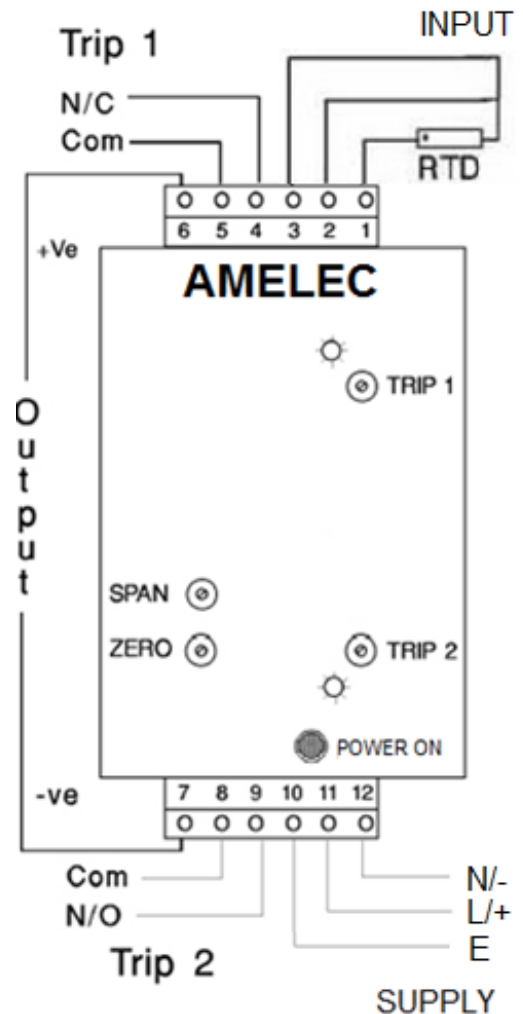 INPUT
Trip 1
N/C
Com
RTD
6 5 4 3 2 1
+Ve
AMELEC
TRIP 1
Output
SPAN
ZERO
TRIP 2
POWER ON
-ve
7 8 9 10 11 12
Com
N/-
N/O
L/+
E
Trip 2
SUPPLY